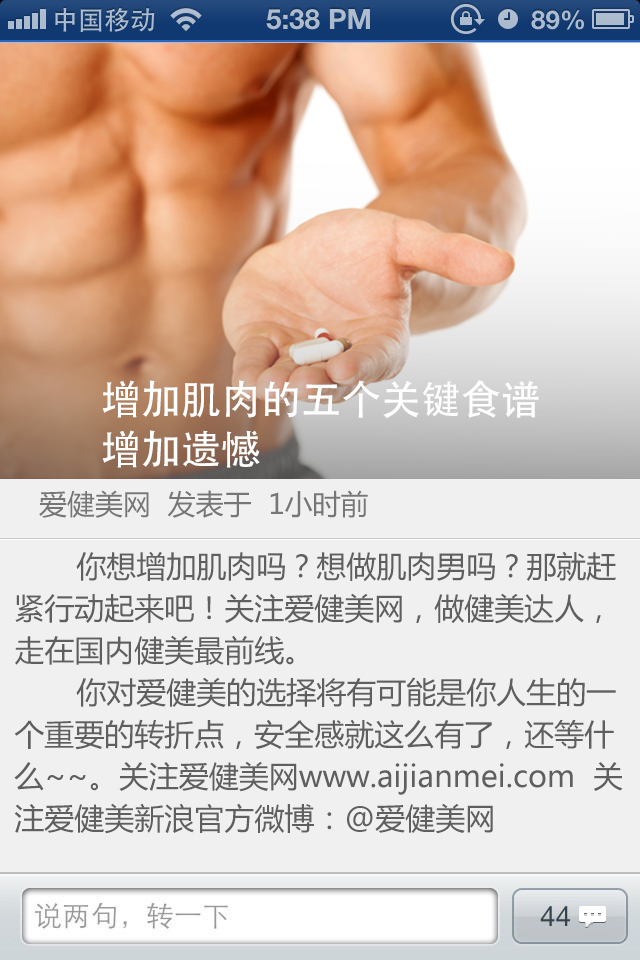 中国移动 5:38 PM 89%
增加肌肉的五个关键食谱
增加遗憾
爱健美网 发表于 1小时前
你想增加肌肉吗？想做肌肉男吗？那就赶
紧行动起来吧！关注爱健美网，做健美达人，
走在国内健美最前线。
你对爱健美的选择将有可能是你人生的一
个重要的转折点，安全感就这么有了，还等什
么~~。关注爱健美网www.aijianmei.com 关
注爱健美新浪官方微博：@爱健美网
说两句，转一下 44